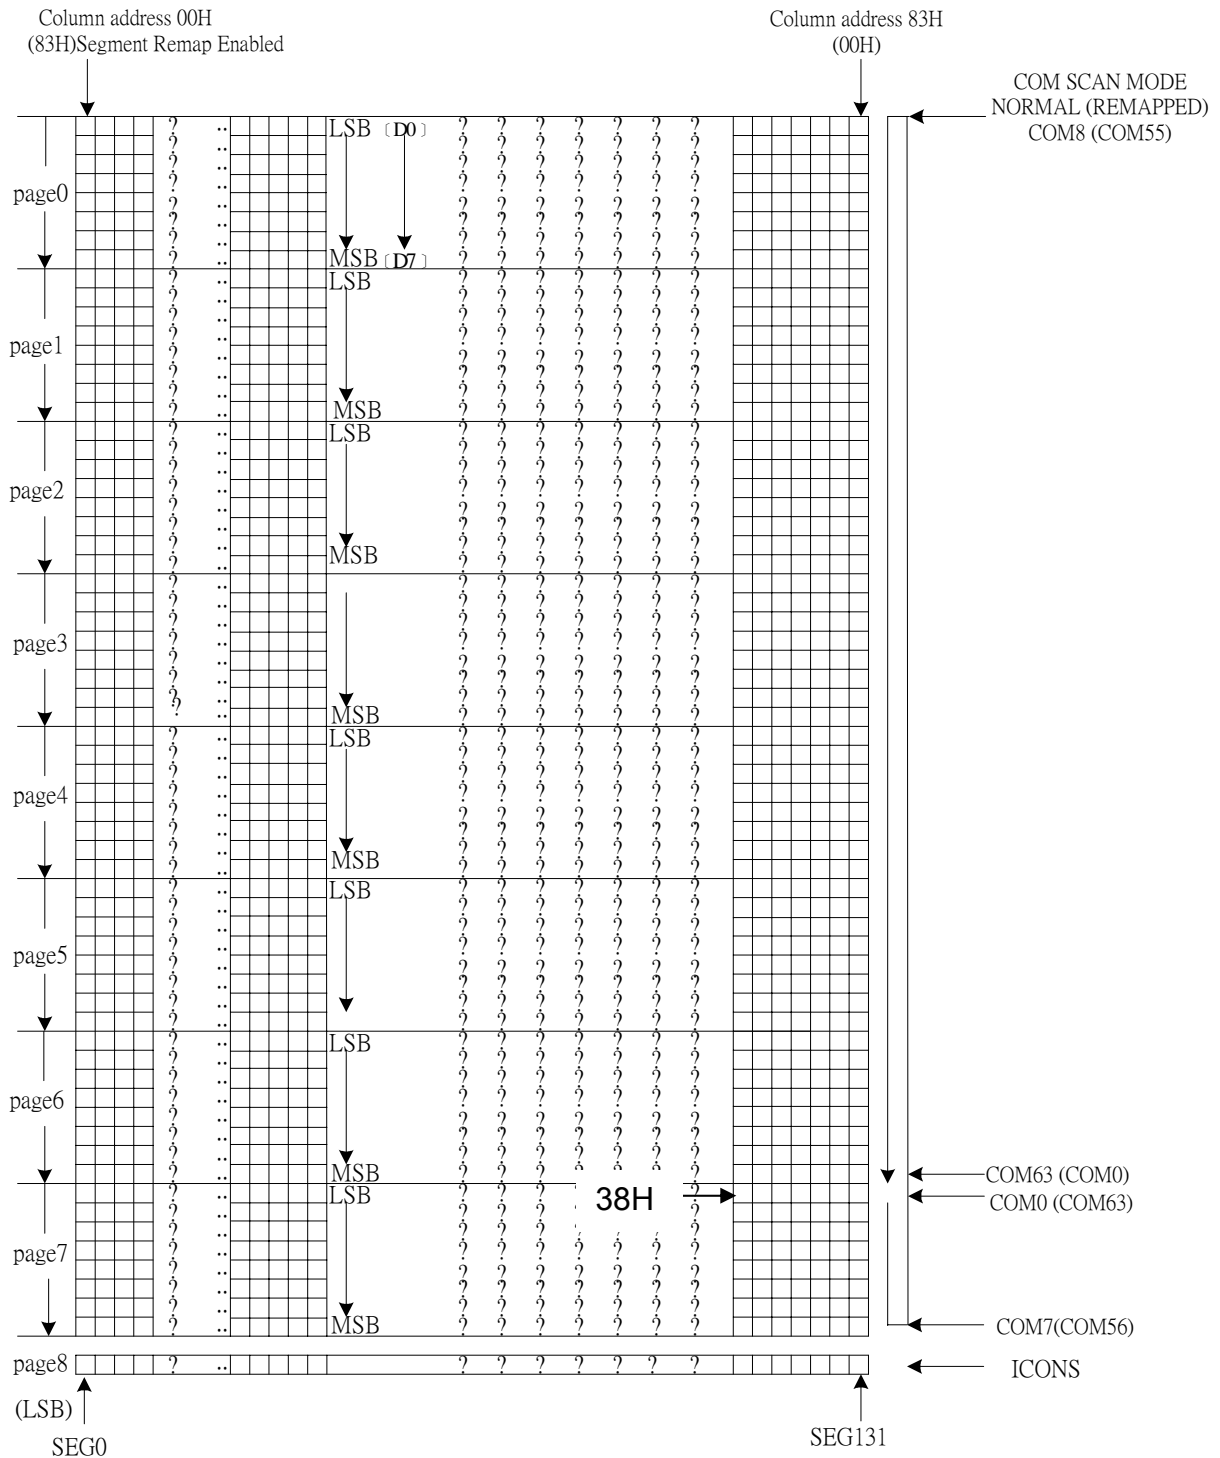 Column address 00H
(83H)Segment Remap Enabled
Column address 83H
(00H)
COM SCAN MODE
NORMAL (REMAPPED)
COM8 (COM55)
page0
LSB [D0]
MSB [D7]
page1
LSB
MSB
page2
LSB
MSB
page3
MSB
page4
LSB
MSB
page5
LSB
page6
LSB
MSB
COM63 (COM0)
COM0 (COM63)
page7
LSB
38H
MSB
COM7(COM56)
page8
? .. ? ? ? ? ? ? ?
ICONS
(LSB)
SEG0
SEG131